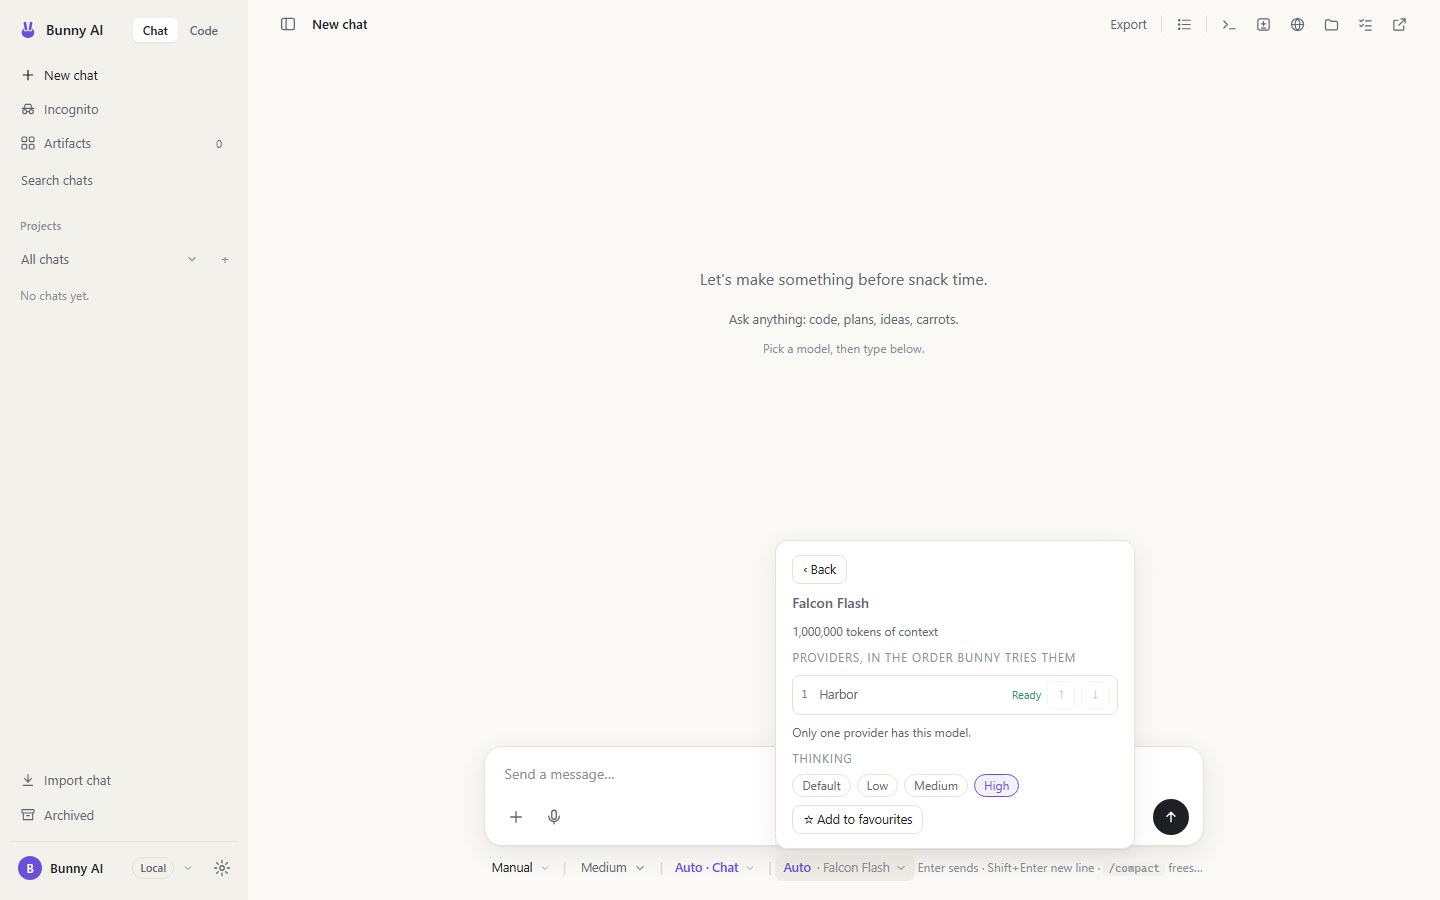 Bunny AI
Chat
Code
New chat
Incognito
Artifacts
0
Search chats
Projects
All chats
+
No chats yet.
Import chat
Archived
B
Bunny AI
Local
New chat
Export
Let's make something before snack time.
Ask anything: code, plans, ideas, carrots.
Pick a model, then type below.
‹ Back
Falcon Flash
1,000,000 tokens of context
PROVIDERS, IN THE ORDER BUNNY TRIES THEM
1 Harbor Ready ↑ ↓
Only one provider has this model.
THINKING
Default Low Medium High
☆ Add to favourites
Send a message...
Manual
Medium
Auto · Chat
Auto · Falcon Flash
Enter sends · Shift+Enter new line · /compact frees...